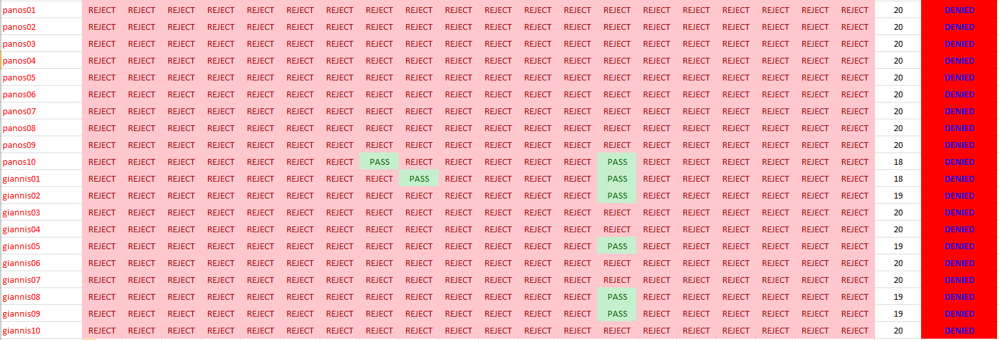 panos01 REJECT REJECT REJECT REJECT REJECT REJECT REJECT REJECT REJECT REJECT REJECT REJECT REJECT REJECT REJECT REJECT REJECT REJECT REJECT REJECT 20 DENIED
panos02 REJECT REJECT REJECT REJECT REJECT REJECT REJECT REJECT REJECT REJECT REJECT REJECT REJECT REJECT REJECT REJECT REJECT REJECT REJECT REJECT 20 DENIED
panos03 REJECT REJECT REJECT REJECT REJECT REJECT REJECT REJECT REJECT REJECT REJECT REJECT REJECT REJECT REJECT REJECT REJECT REJECT REJECT REJECT 20 DENIED
panos04 REJECT REJECT REJECT REJECT REJECT REJECT REJECT REJECT REJECT REJECT REJECT REJECT REJECT REJECT REJECT REJECT REJECT REJECT REJECT REJECT 20 DENIED
panos05 REJECT REJECT REJECT REJECT REJECT REJECT REJECT REJECT REJECT REJECT REJECT REJECT REJECT REJECT REJECT REJECT REJECT REJECT REJECT REJECT 20 DENIED
panos06 REJECT REJECT REJECT REJECT REJECT REJECT REJECT REJECT REJECT REJECT REJECT REJECT REJECT REJECT REJECT REJECT REJECT REJECT REJECT REJECT 20 DENIED
panos07 REJECT REJECT REJECT REJECT REJECT REJECT REJECT REJECT REJECT REJECT REJECT REJECT REJECT REJECT REJECT REJECT REJECT REJECT REJECT REJECT 20 DENIED
panos08 REJECT REJECT REJECT REJECT REJECT REJECT REJECT REJECT REJECT REJECT REJECT REJECT REJECT REJECT REJECT REJECT REJECT REJECT REJECT REJECT 20 DENIED
panos09 REJECT REJECT REJECT REJECT REJECT REJECT REJECT REJECT REJECT REJECT REJECT REJECT REJECT REJECT REJECT REJECT REJECT REJECT REJECT REJECT 20 DENIED
panos10 REJECT REJECT REJECT REJECT REJECT REJECT REJECT PASS REJECT REJECT REJECT REJECT REJECT PASS REJECT REJECT REJECT REJECT REJECT REJECT 18 DENIED
giannis01 REJECT REJECT REJECT REJECT REJECT REJECT REJECT REJECT PASS REJECT REJECT REJECT REJECT PASS REJECT REJECT REJECT REJECT REJECT REJECT 18 DENIED
giannis02 REJECT REJECT REJECT REJECT REJECT REJECT REJECT REJECT REJECT REJECT REJECT REJECT REJECT PASS REJECT REJECT REJECT REJECT REJECT REJECT 19 DENIED
giannis03 REJECT REJECT REJECT REJECT REJECT REJECT REJECT REJECT REJECT REJECT REJECT REJECT REJECT REJECT REJECT REJECT REJECT REJECT REJECT REJECT 20 DENIED
giannis04 REJECT REJECT REJECT REJECT REJECT REJECT REJECT REJECT REJECT REJECT REJECT REJECT REJECT REJECT REJECT REJECT REJECT REJECT REJECT REJECT 20 DENIED
giannis05 REJECT REJECT REJECT REJECT REJECT REJECT REJECT REJECT REJECT REJECT REJECT REJECT REJECT PASS REJECT REJECT REJECT REJECT REJECT REJECT 19 DENIED
giannis06 REJECT REJECT REJECT REJECT REJECT REJECT REJECT REJECT REJECT REJECT REJECT REJECT REJECT REJECT REJECT REJECT REJECT REJECT REJECT REJECT 20 DENIED
giannis07 REJECT REJECT REJECT REJECT REJECT REJECT REJECT REJECT REJECT REJECT REJECT REJECT REJECT REJECT REJECT REJECT REJECT REJECT REJECT REJECT 20 DENIED
giannis08 REJECT REJECT REJECT REJECT REJECT REJECT REJECT REJECT REJECT REJECT REJECT REJECT REJECT PASS REJECT REJECT REJECT REJECT REJECT REJECT 19 DENIED
giannis09 REJECT REJECT REJECT REJECT REJECT REJECT REJECT REJECT REJECT REJECT REJECT REJECT REJECT PASS REJECT REJECT REJECT REJECT REJECT REJECT 19 DENIED
giannis10 REJECT REJECT REJECT REJECT REJECT REJECT REJECT REJECT REJECT REJECT REJECT REJECT REJECT REJECT REJECT REJECT REJECT REJECT REJECT REJECT 20 DENIED